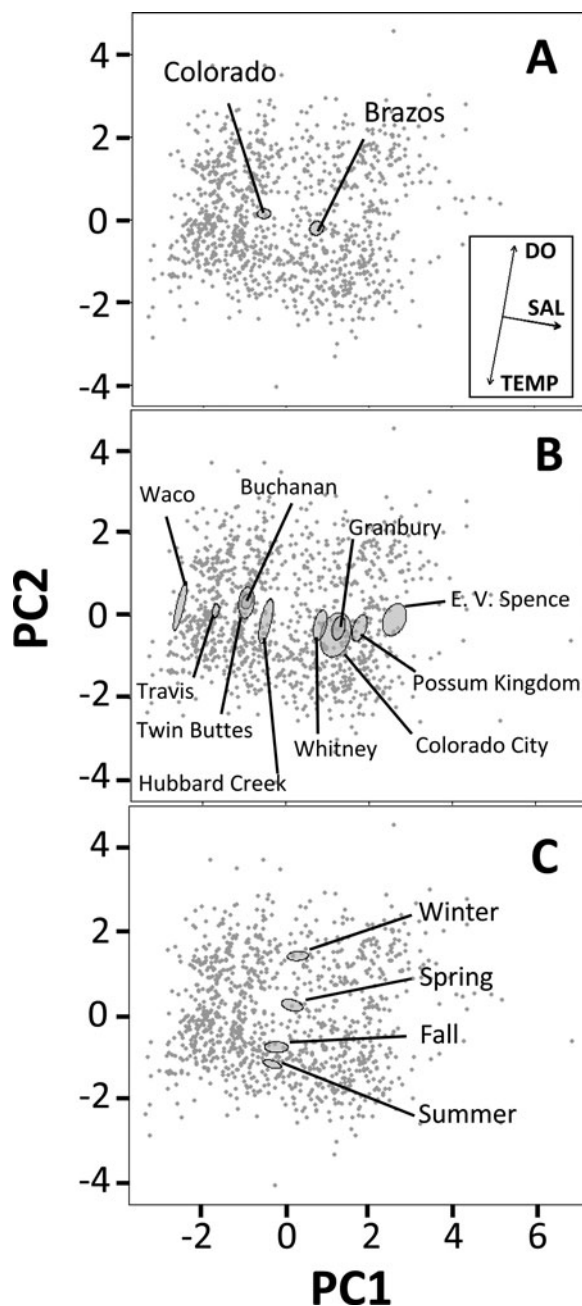 A
Colorado
Brazos
4
2
0
-2
-4
DO
SAL
TEMP
B
Waco
Buchanan
Granbury
E. V. Spence
Travis
Twin Buttes
Hubbard Creek
Whitney
Possum Kingdom
Colorado City
4
2
0
-2
-4
PC2
C
Winter
Spring
Fall
Summer
4
2
0
-2
-4
-2 0 2 4 6 8
PC1